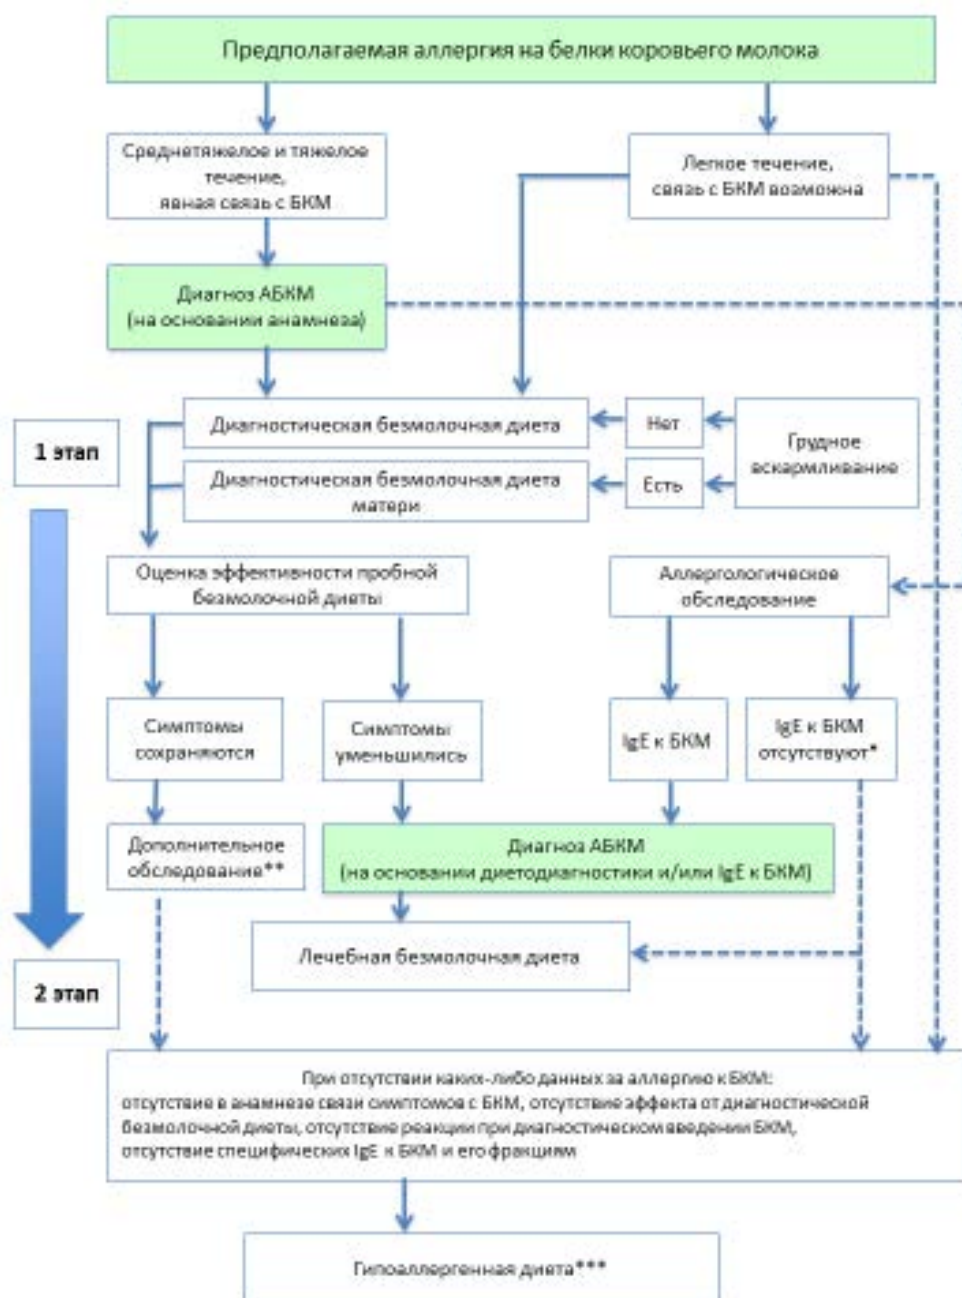 Предполагаемая аллергия на белки коровьего молока
Среднетяжелое и тяжелое
течение,
явная связь с БКМ
Легкое течение,
связь с БКМ возможна
Диагноз АБКМ
(на основании анамнеза)
1 этап
Диагностическая безмолочная диета
Нет
Грудное
вскармливание
Диагностическая безмолочная диета
матери
Есть
Оценка эффективности пробной
безмолочной диеты
Аллергологическое
обследование
Симптомы
сохраняются
Симптомы
уменьшились
IgE к БКМ
IgE к БКМ
отсутствуют*
Дополнительное
обследование**
Диагноз АБКМ
(на основании диетодиагностики и/или IgE к БКМ)
Лечебная безмолочная диета
2 этап
При отсутствии каких-либо данных за аллергию к БКМ:
отсутствие в анамнезе связи симптомов с БКМ, отсутствие эффекта от диагностической
безмолочной диеты, отсутствие реакции при диагностическом введении БКМ,
отсутствие специфических IgE к БКМ и его фракциям
Гипоаллергенная диета***